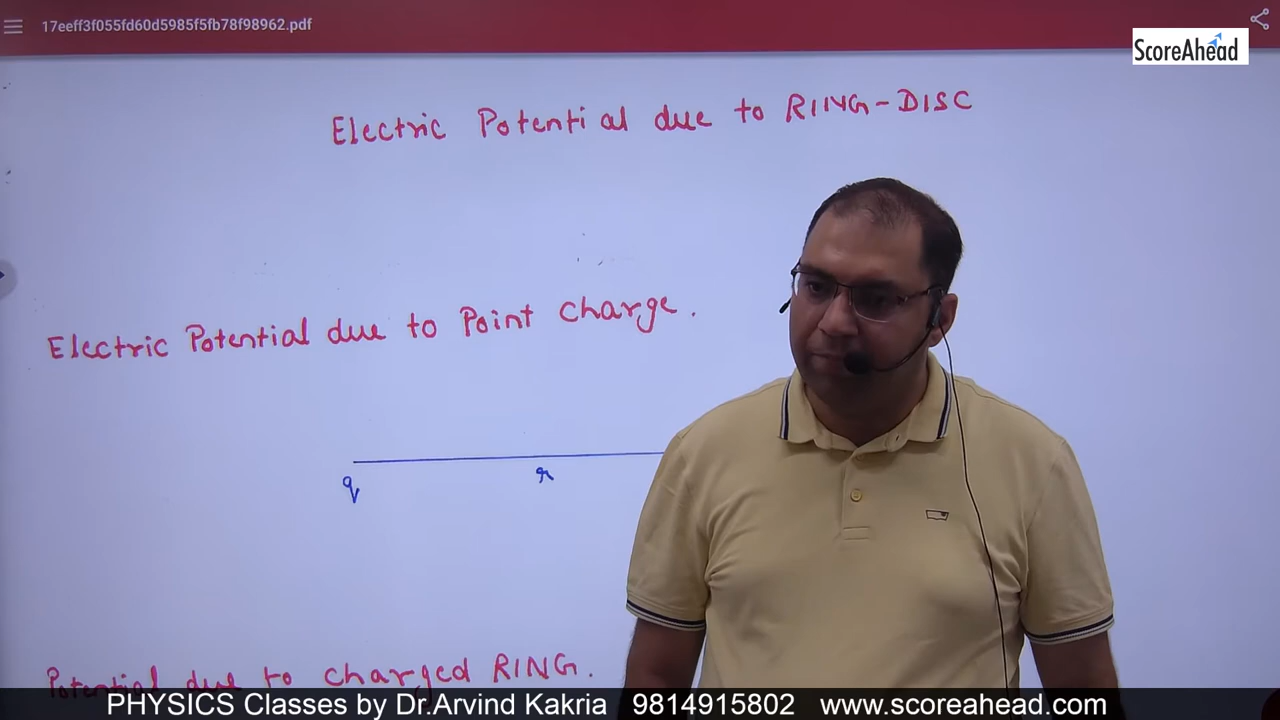 17eeff3f055fd60d5985f5fb78f98962.pdf
ScoreAhead
Electric Potential due to RING-DISC
Electric Potential due to Point Charge.
q
r
Potential due to charged RING.
PHYSICS Classes by Dr.Arvind Kakria 9814915802 www.scoreahead.com